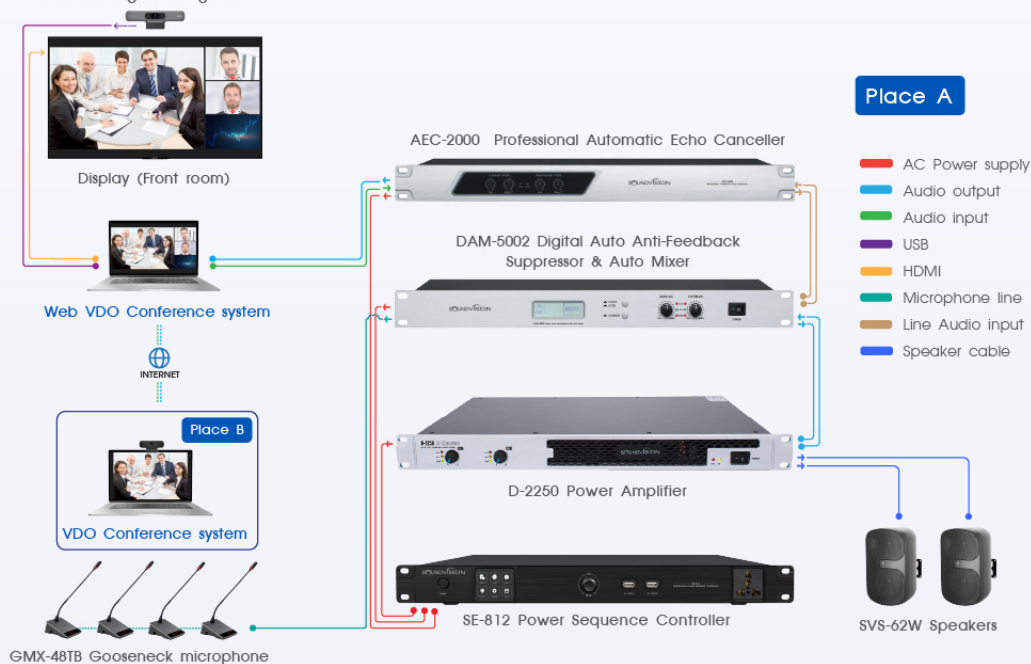 Place A
AEC-2000 Professional Automatic Echo Canceller
AC Power supply
Audio output
Audio input
USB
HDMI
Microphone line
Line Audio input
Speaker cable
SOUNDVISION
Display (Front room)
DAM-5002 Digital Auto Anti-Feedback
Suppressor & Auto Mixer
SOUNDVISION
Web VDO Conference system
INTERNET
Place B
VDO Conference system
SOUNDVISION
D-2250 Power Amplifier
SOUNDVISION
SE-812 Power Sequence Controller
SVS-62W Speakers
GMX-48TB Gooseneck microphone